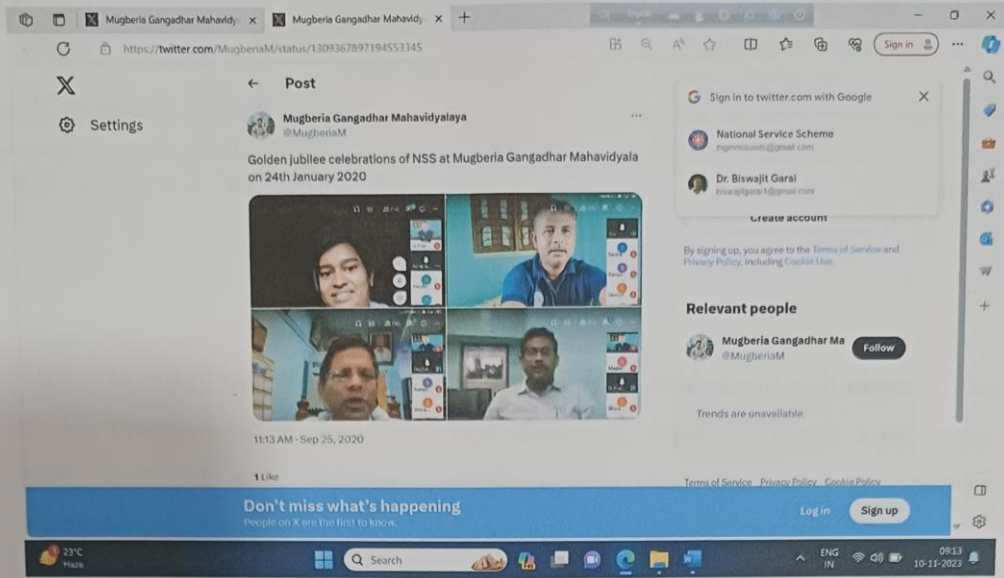 Mugberia Gangadhar Mahavidy
Mugberia Gangadhar Mahavidy
https://twitter.com/MugberiaM/status/1309367897194553345
Sign in
Settings
Post
Mugberia Gangadhar Mahavidyalaya
@MugberiaM
Golden jubilee celebrations of NSS at Mugberia Gangadhar Mahavidyala
on 24th January 2020
11:13 AM · Sep 25, 2020
1 Like
Sign in to twitter.com with Google
National Service Scheme
Dr. Biswajit Garai
Create account
By signing up, you agree to the Terms of Service and
Privacy Policy, including Cookie Use.
Relevant people
Mugberia Gangadhar Ma
@MugberiaM
Follow
Trends are unavailable.
Terms of Service Privacy Policy Cookie Policy
Don't miss what's happening
People on X are the first to know.
Log in
Sign up
23°C
Haze
Search
ENG
IN
09:13
10-11-2023